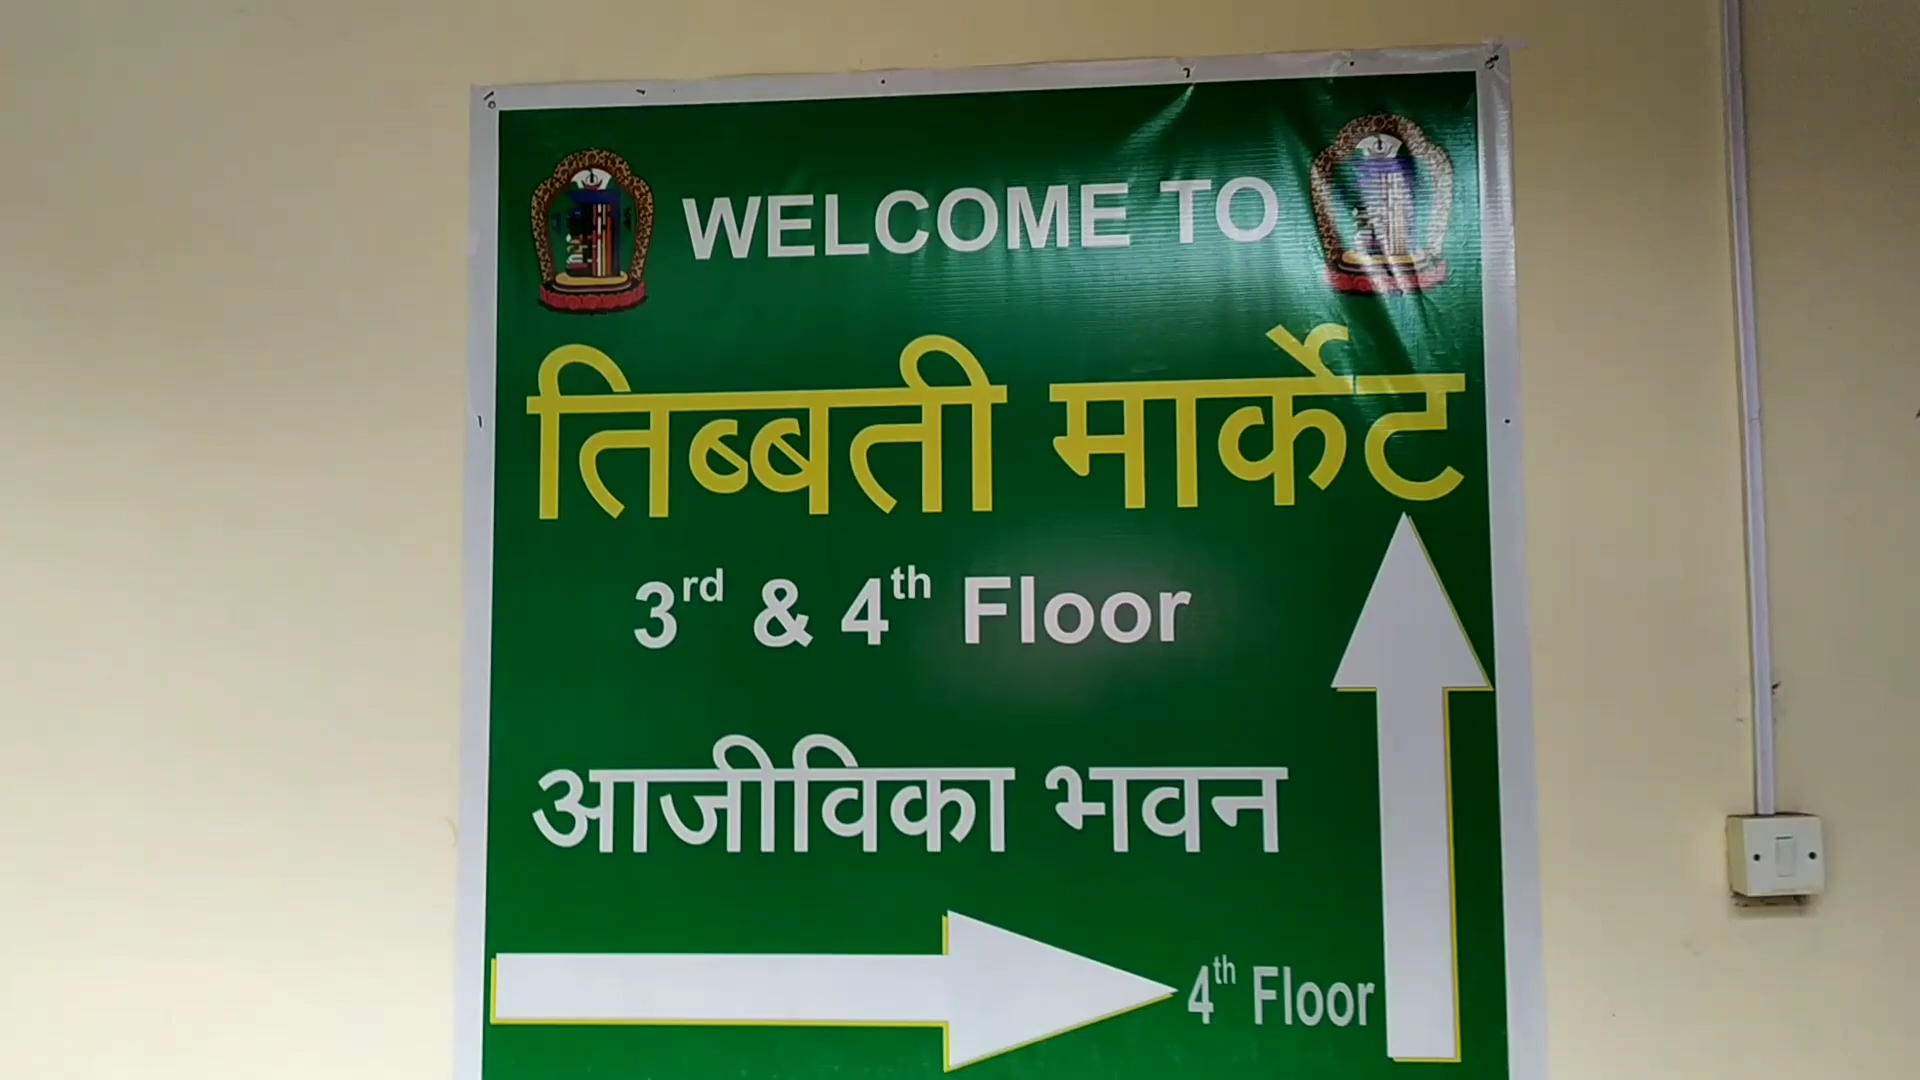 WELCOME TO
तिब्बती मार्केट
3rd & 4th Floor
आजीविका भवन
4th Floor